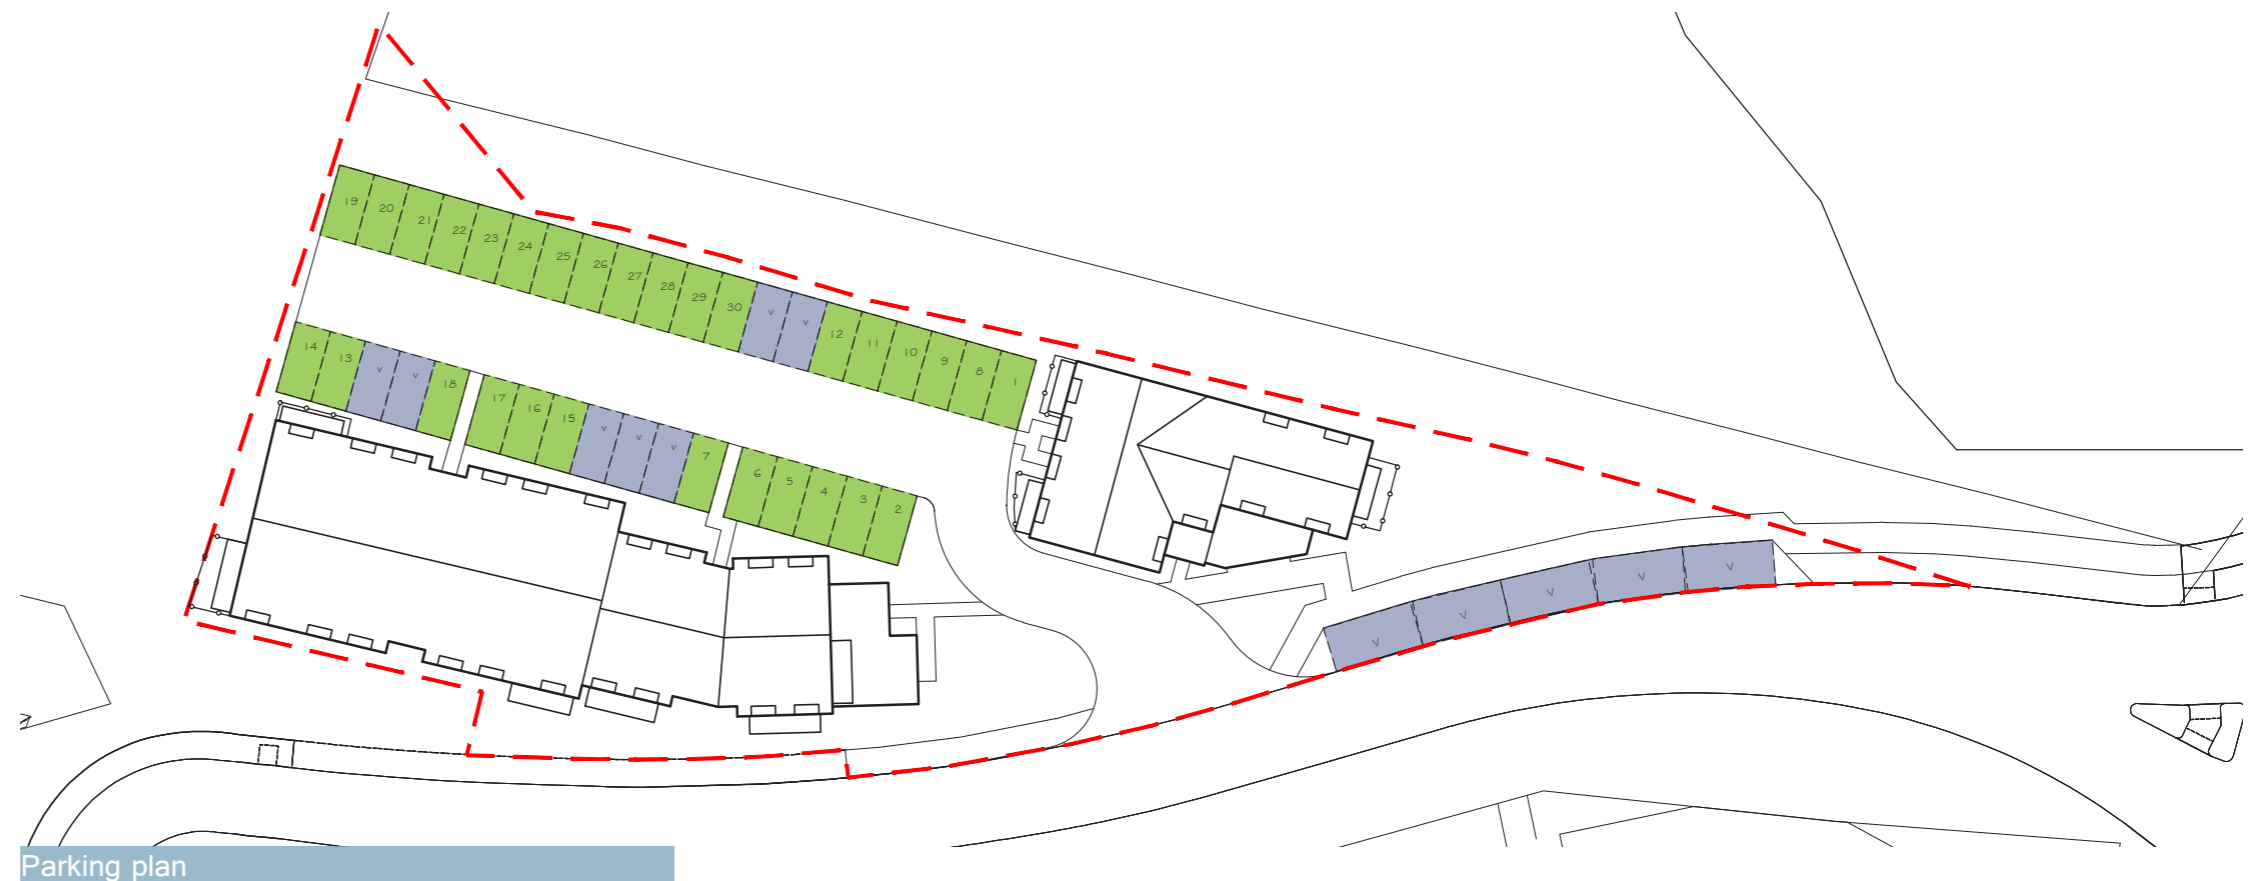 19 20 21 22 23 24 25 26 27 28 29 30 v v 12 11 10 9 8 1
14 13 v v 18 17 16 15 v v v 7 6 5 4 3 2
V V V V V
Parking plan